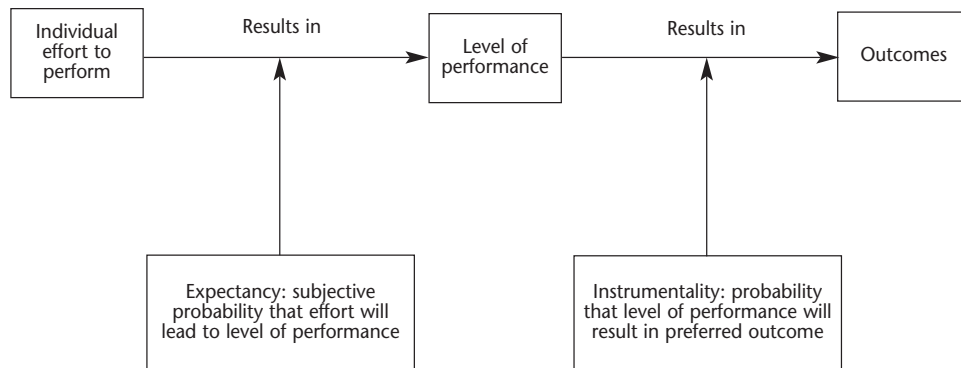 Individual
effort to
perform
Results in
Level of
performance
Results in
Outcomes
Expectancy: subjective
probability that effort will
lead to level of performance
Instrumentality: probability
that level of performance will
result in preferred outcome